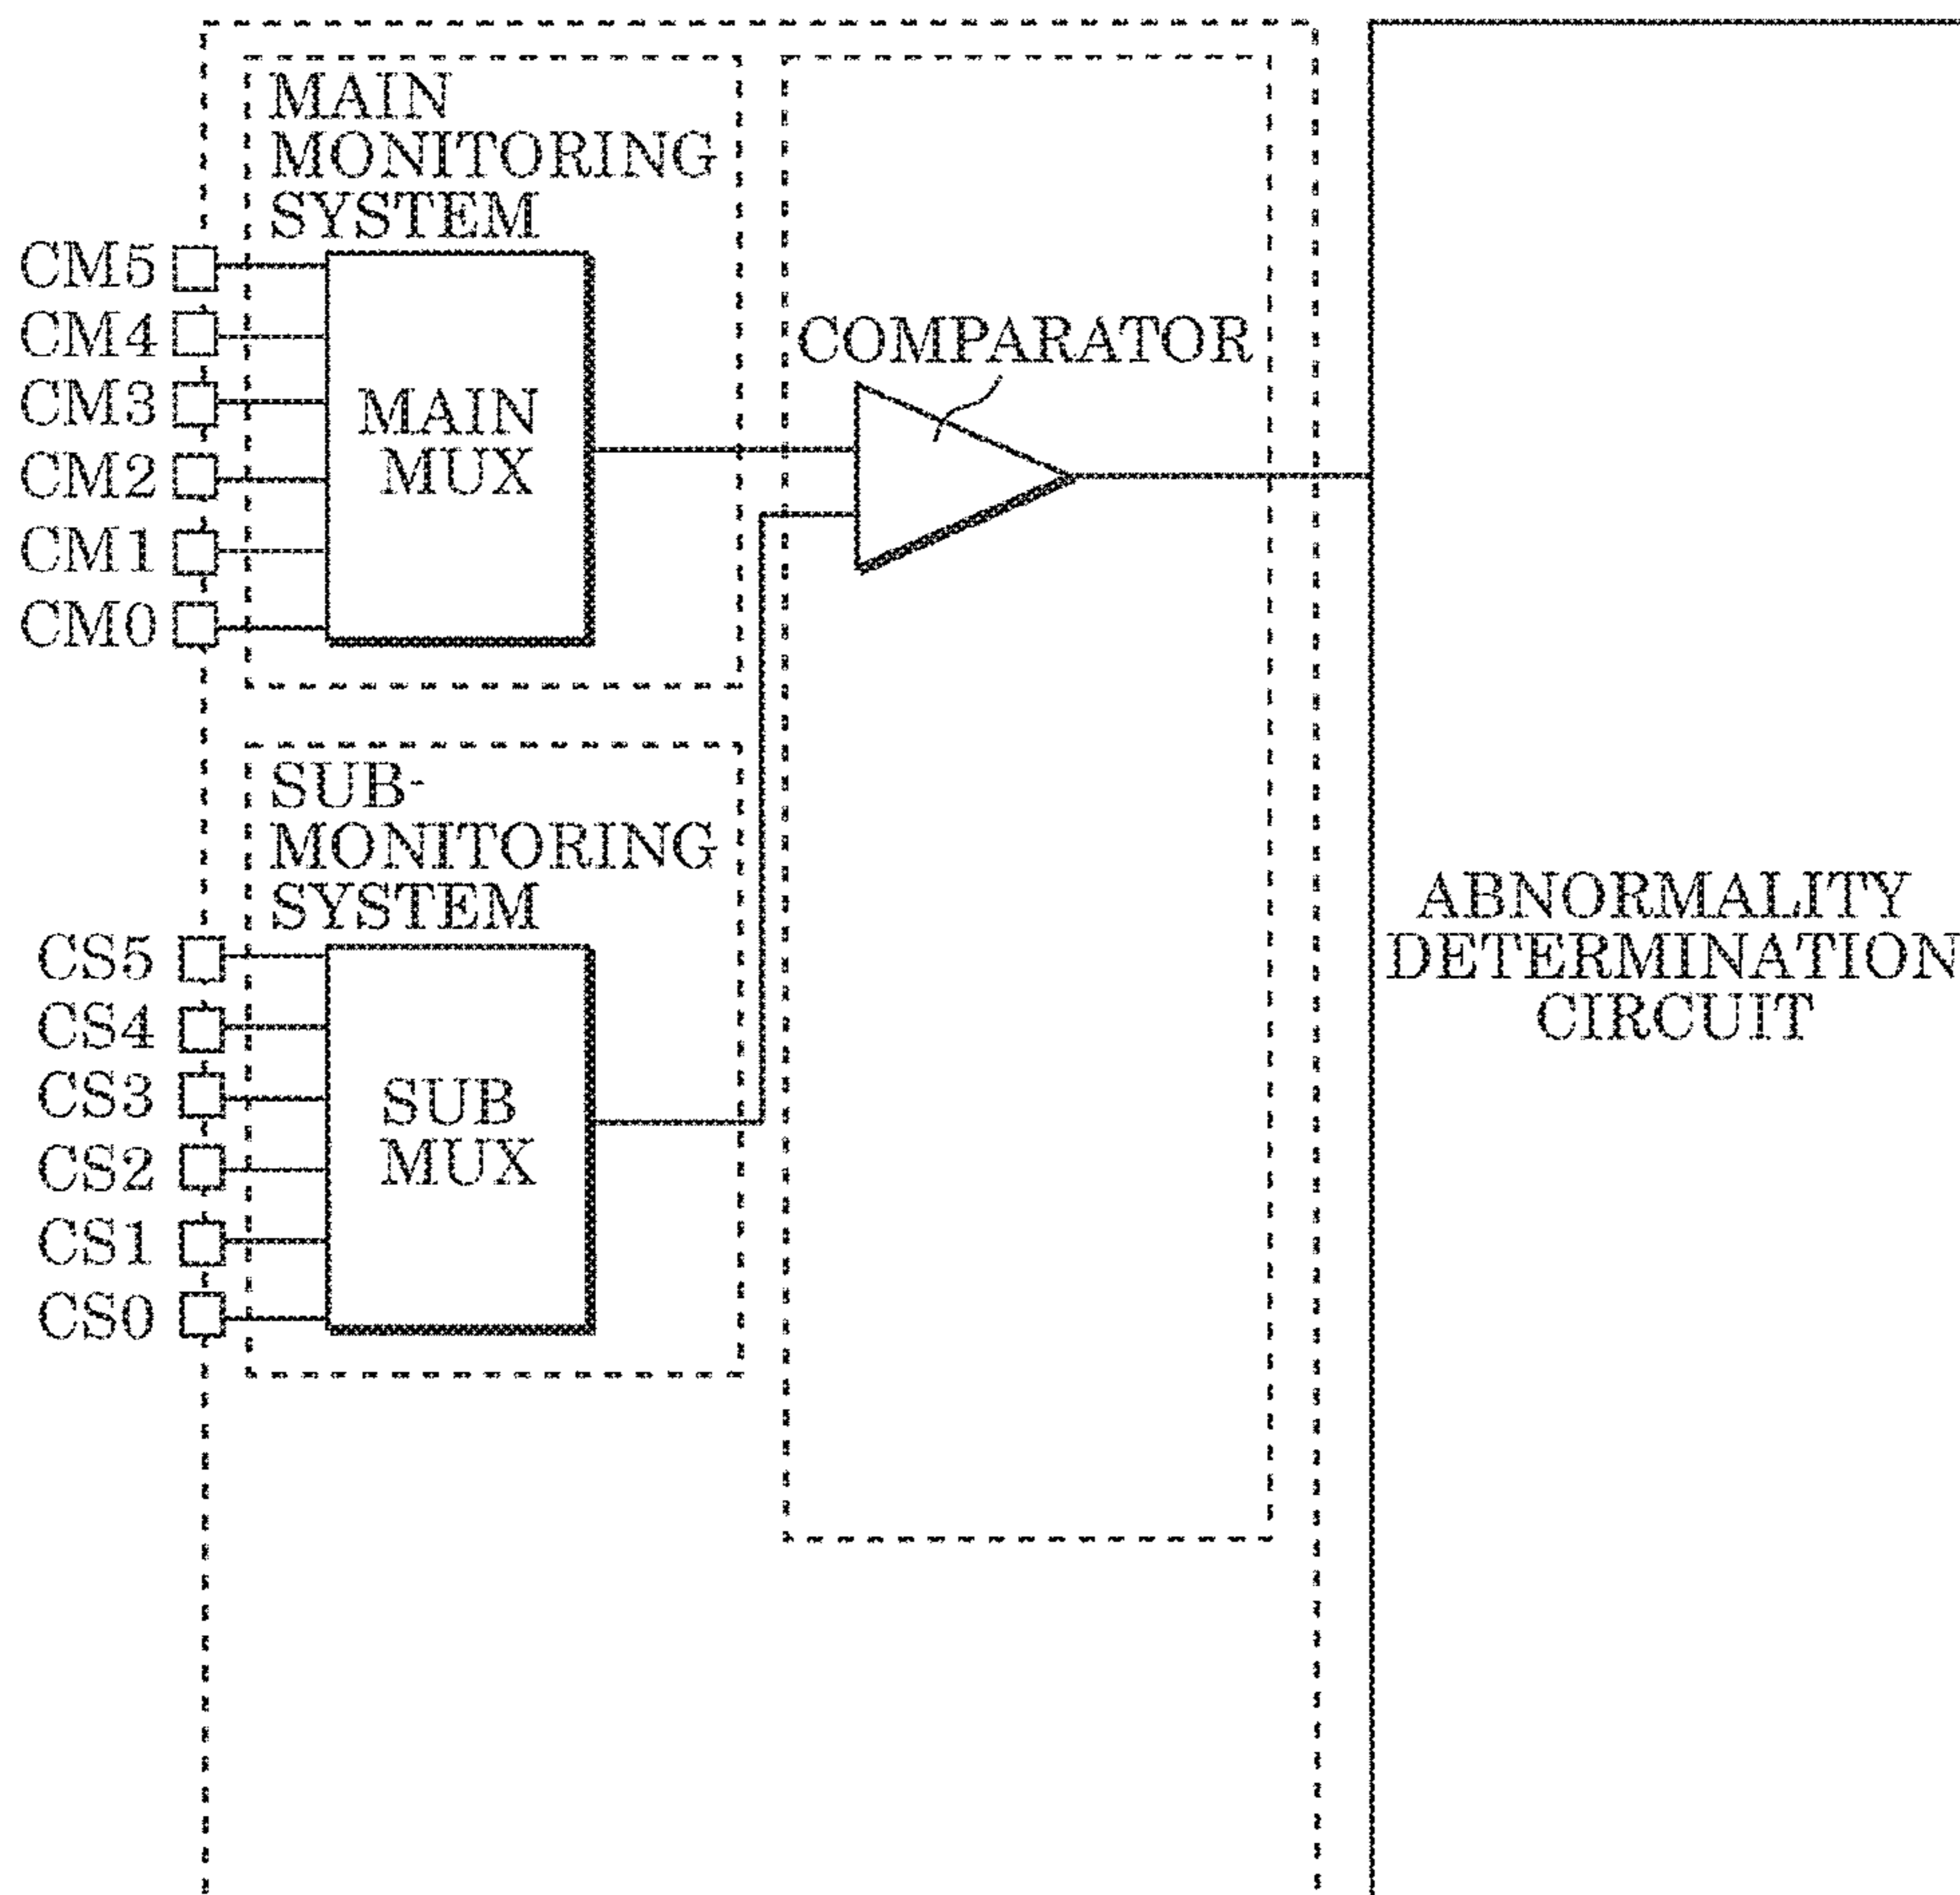 MAIN
MONITORING
SYSTEM
CM5
CM4
CM3
CM2
CM1
CM0
MAIN
MUX
COMPARATOR
SUB-
MONITORING
SYSTEM
CS5
CS4
CS3
CS2
CS1
CS0
SUB
MUX
ABNORMALITY
DETERMINATION
CIRCUIT